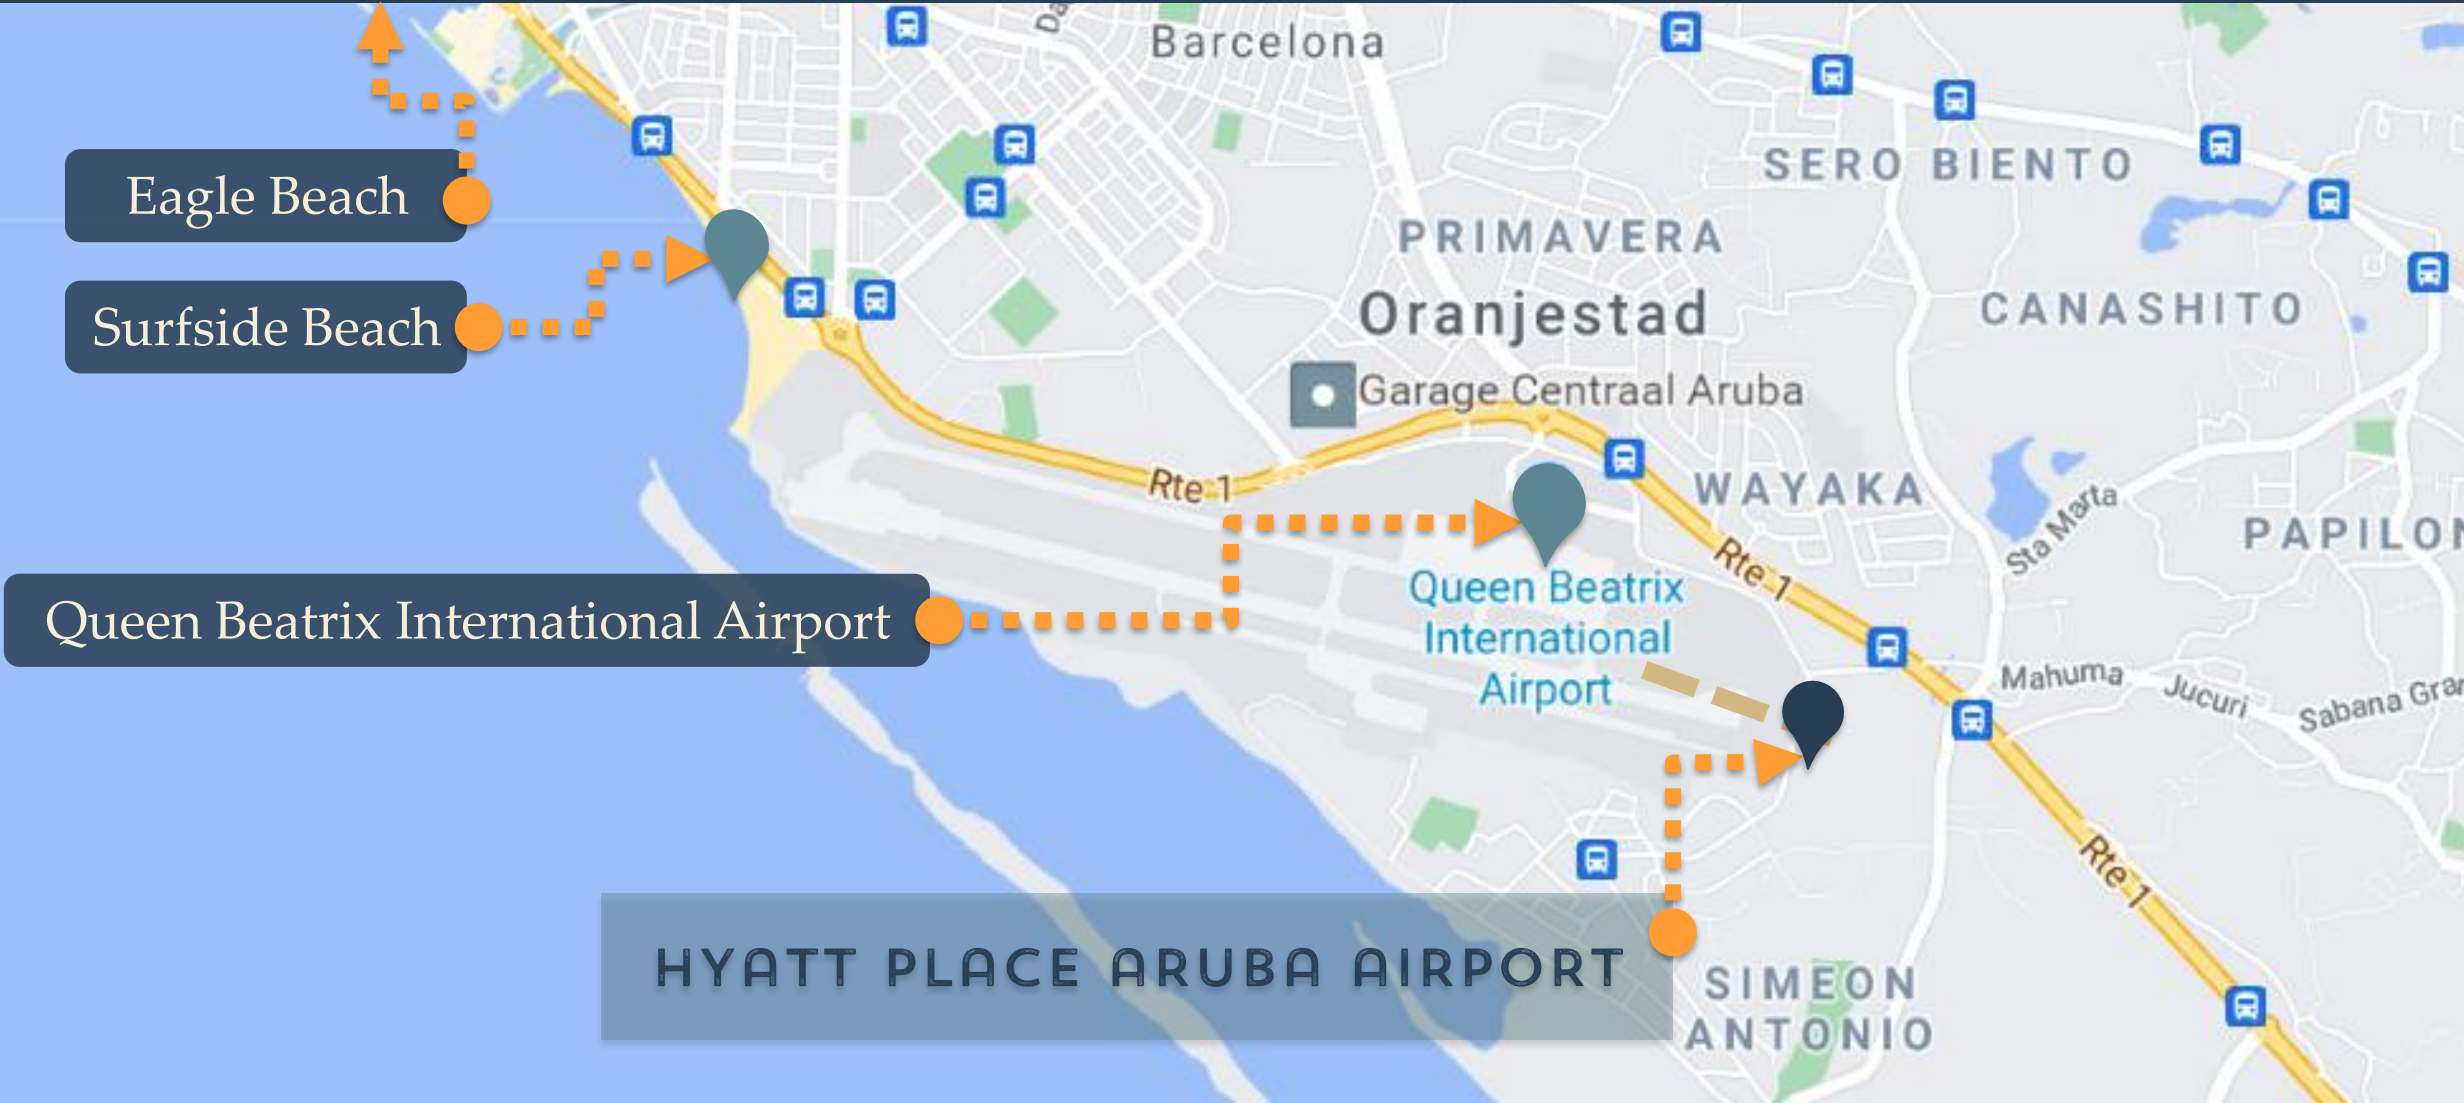 Da
Barcelona
SERO BIENTO
Eagle Beach
PRIMAVERA
Oranjestad
CANASHITO
Surfside Beach
Garage Centraal Aruba
Rte 1
WAYAKA
Sta Marta
PAPILON
Rte 1
Queen Beatrix International Airport
Queen Beatrix
International
Airport
Mahuma
Jucuri
Sabana Gra
Rte 1
HYATT PLACE ARUBA AIRPORT
SIMEON
ANTONIO